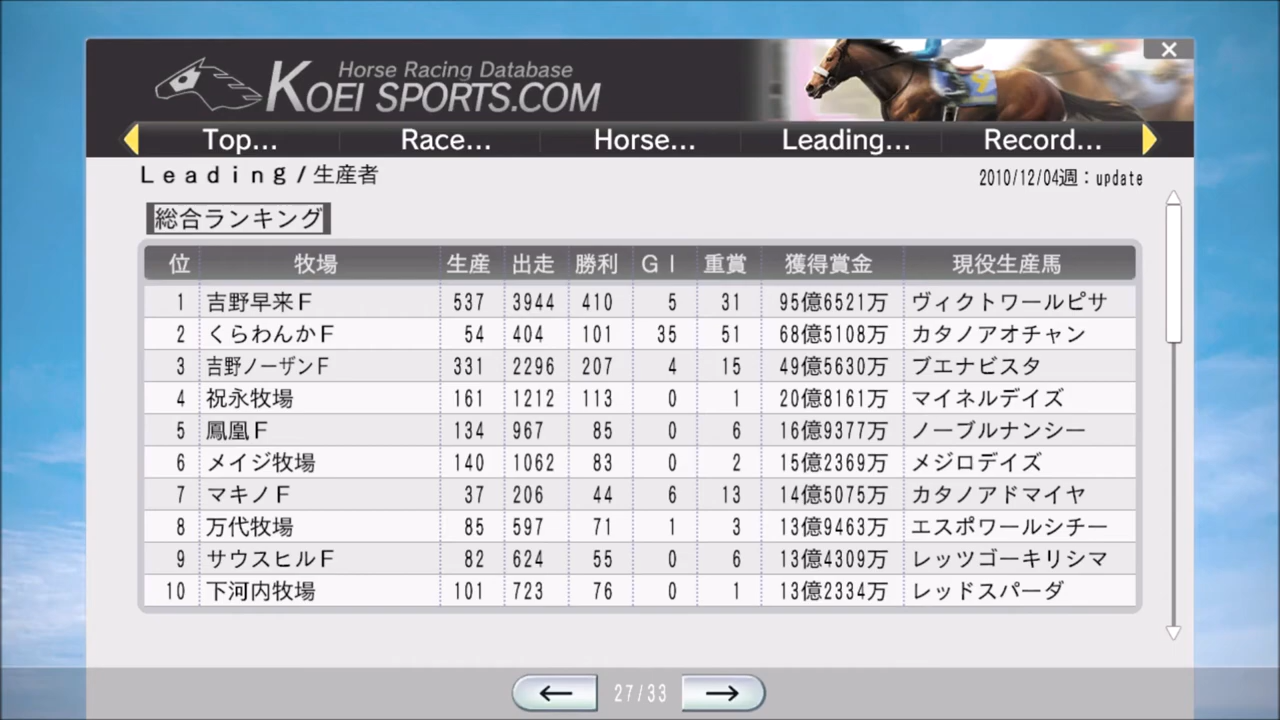 Horse Racing Database
KOEI SPORTS.COM
Top... Race... Horse... Leading... Record...
Leading/生産者
2010/12/04週：update
総合ランキング
位 牧場 生産 出走 勝利 GⅠ 重賞 獲得賞金 現役生産馬
1 吉野早来F 537 3944 410 5 31 95億6521万 ヴィクトワールピサ
2 くらわんかF 54 404 101 35 51 68億5108万 カタノアオチャン
3 吉野ノーザンF 331 2296 207 4 15 49億5630万 ブエナビスタ
4 祝永牧場 161 1212 113 0 1 20億8161万 マイネルデイズ
5 鳳凰F 134 967 85 0 6 16億9377万 ノーブルナンシー
6 メイジ牧場 140 1062 83 0 2 15億2369万 メジロデイズ
7 マキノF 37 206 44 6 13 14億5075万 カタノアドマイヤ
8 万代牧場 85 597 71 1 3 13億9463万 エスポワールシチー
9 サウスヒルF 82 624 55 0 6 13億4309万 レッツゴーキリシマ
10 下河内牧場 101 723 76 0 1 13億2334万 レッドスパーダ
← 27/33 →